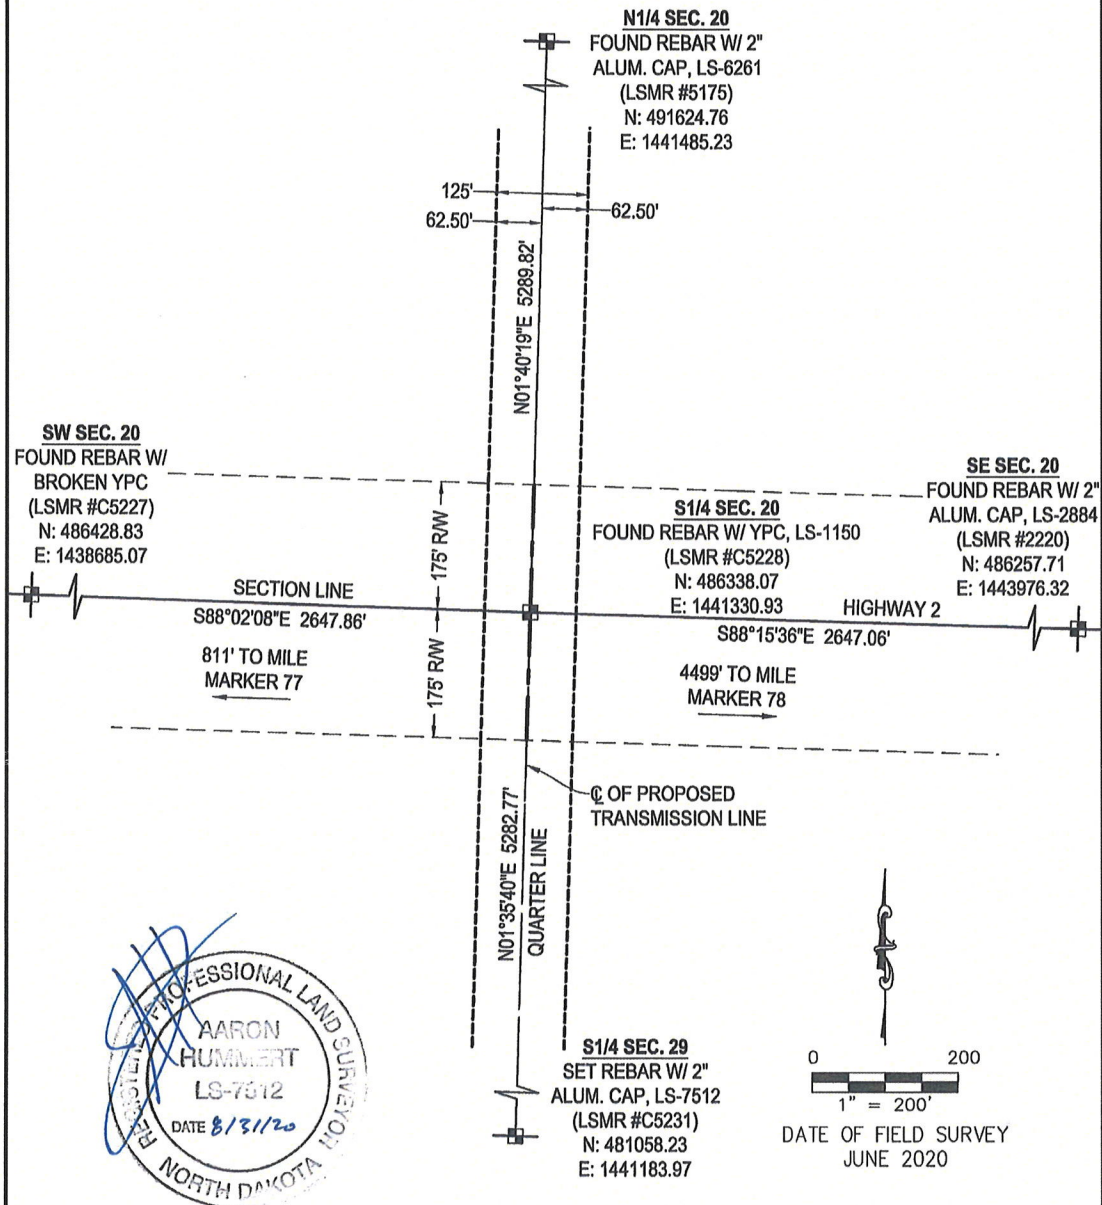 N1/4 SEC. 20
FOUND REBAR W/ 2"
ALUM. CAP, LS-6261
(LSMR #5175)
N: 491624.76
E: 1441485.23
125'
62.50'
62.50'
N01°40'19"E 5289.82'
SW SEC. 20
FOUND REBAR W/
BROKEN YPC
(LSMR #C5227)
N: 486428.83
E: 1438685.07
175' R/W
S1/4 SEC. 20
FOUND REBAR W/ YPC, LS-1150
(LSMR #C5228)
N: 486338.07
E: 1441330.93
SE SEC. 20
FOUND REBAR W/ 2"
ALUM. CAP, LS-2884
(LSMR #2220)
N: 486257.71
E: 1443976.32
SECTION LINE
S88°02'08"E 2647.86'
HIGHWAY 2
S88°15'36"E 2647.06'
811' TO MILE
MARKER 77
175' R/W
4499' TO MILE
MARKER 78
℄ OF PROPOSED
TRANSMISSION LINE
N01°35'40"E 5282.77'
QUARTER LINE
REGISTERED PROFESSIONAL LAND SURVEYOR
AARON
HUMMERT
LS-7512
DATE 8/31/20
NORTH DAKOTA
S1/4 SEC. 29
SET REBAR W/ 2"
ALUM. CAP, LS-7512
(LSMR #C5231)
N: 481058.23
E: 1441183.97
0 200
1" = 200'
DATE OF FIELD SURVEY
JUNE 2020